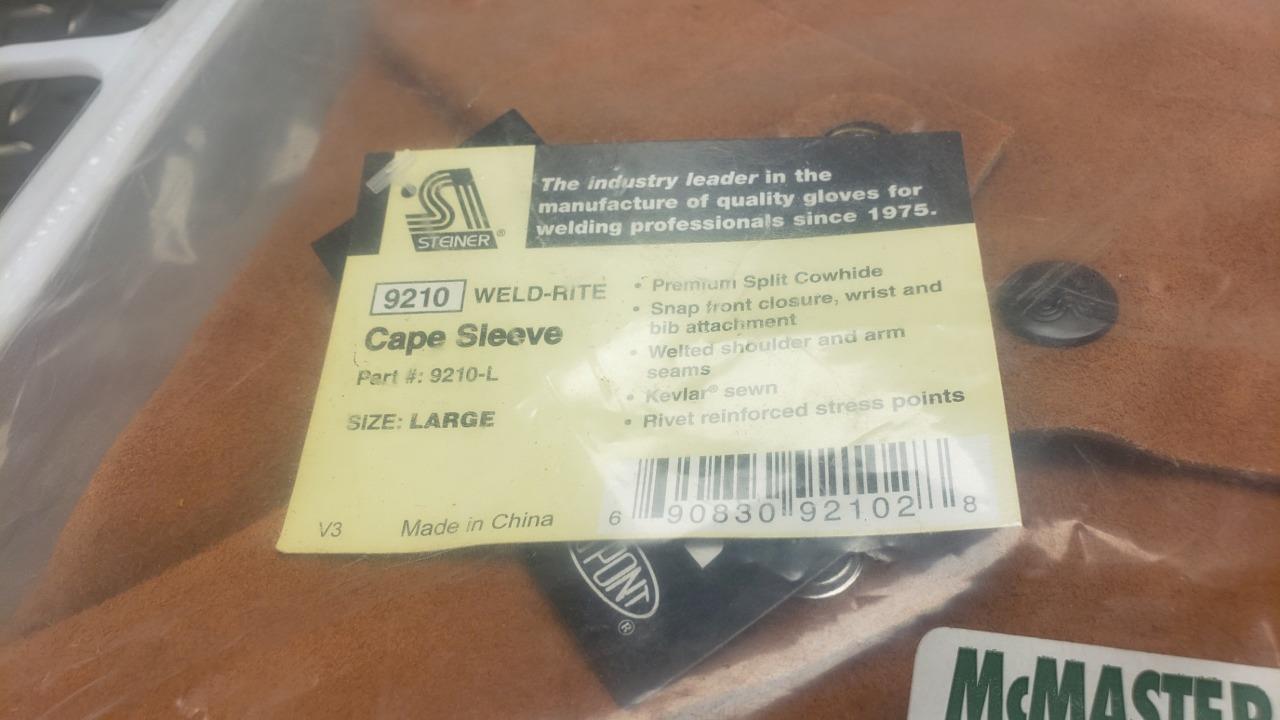 STEINER®
The industry leader in the
manufacture of quality gloves for
welding professionals since 1975.
9210 WELD-RITE
Cape Sleeve
Part #: 9210-L
SIZE: LARGE
• Premium Split Cowhide
• Snap front closure, wrist and
bib attachment
• Welted shoulder and arm
seams
• Kevlar® sewn
• Rivet reinforced stress points
V3
Made in China
6 90830 92102 8
PONT
®
McMASTER